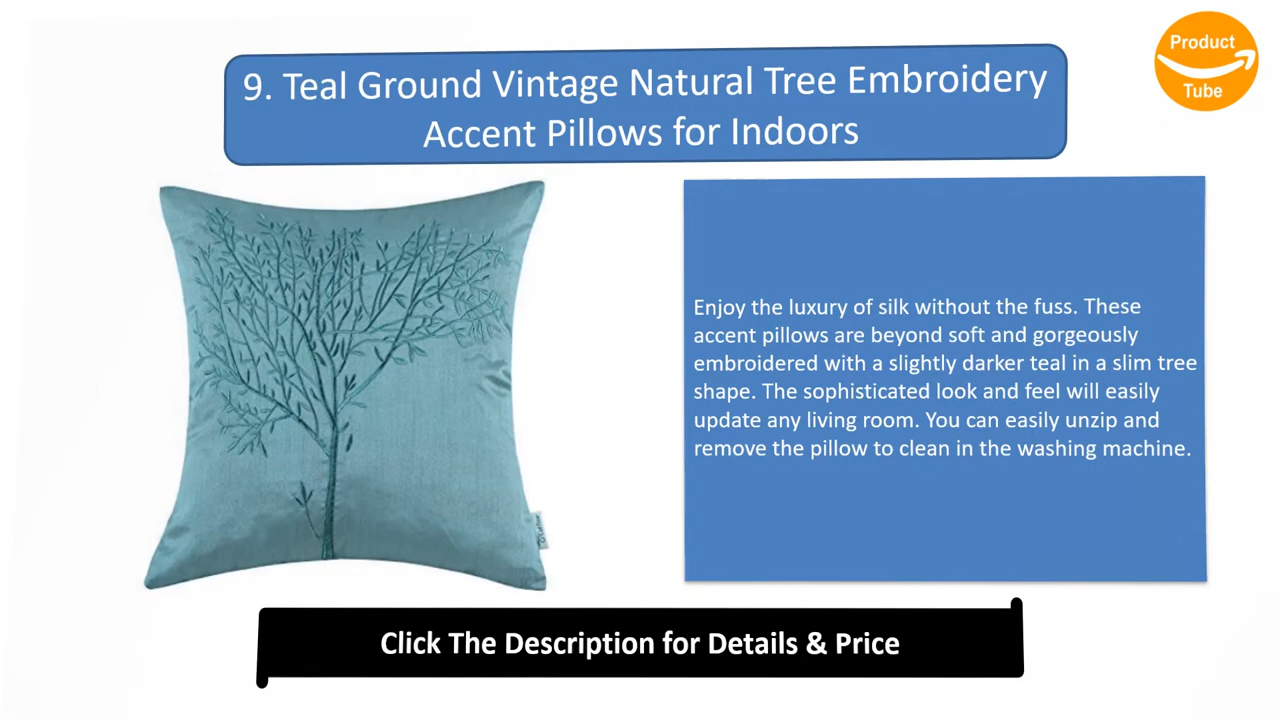 Product
Tube
9. Teal Ground Vintage Natural Tree Embroidery
Accent Pillows for Indoors
Enjoy the luxury of silk without the fuss. These
accent pillows are beyond soft and gorgeously
embroidered with a slightly darker teal in a slim tree
shape. The sophisticated look and feel will easily
update any living room. You can easily unzip and
remove the pillow to clean in the washing machine.
Click The Description for Details & Price